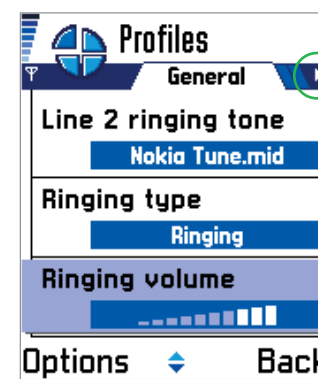 Profiles
General
Line 2 ringing tone
Nokia Tune.mid
Ringing type
Ringing
Ringing volume
Options Back